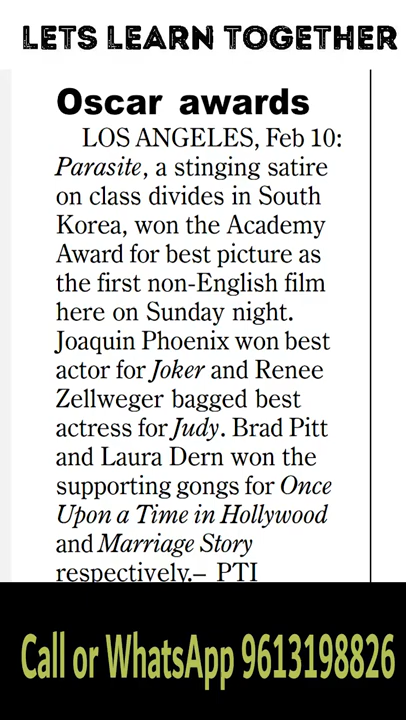 LETS LEARN TOGETHER
Oscar awards
LOS ANGELES, Feb 10:
Parasite, a stinging satire
on class divides in South
Korea, won the Academy
Award for best picture as
the first non-English film
here on Sunday night.
Joaquin Phoenix won best
actor for Joker and Renee
Zellweger bagged best
actress for Judy. Brad Pitt
and Laura Dern won the
supporting gongs for Once
Upon a Time in Hollywood
and Marriage Story
respectively.– PTI
Call or WhatsApp 9613198826